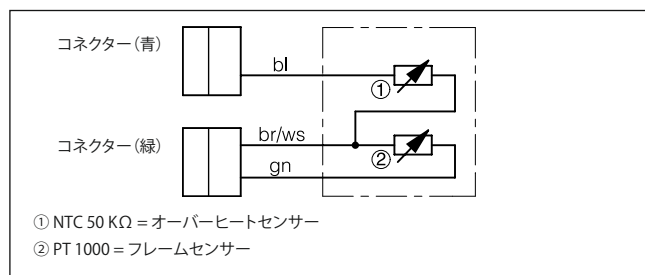 コネクター（青）
bl
①
コネクター（緑）
br/ws
②
gn
① NTC 50 KΩ = オーバーヒートセンサー
② PT 1000 = フレームセンサー